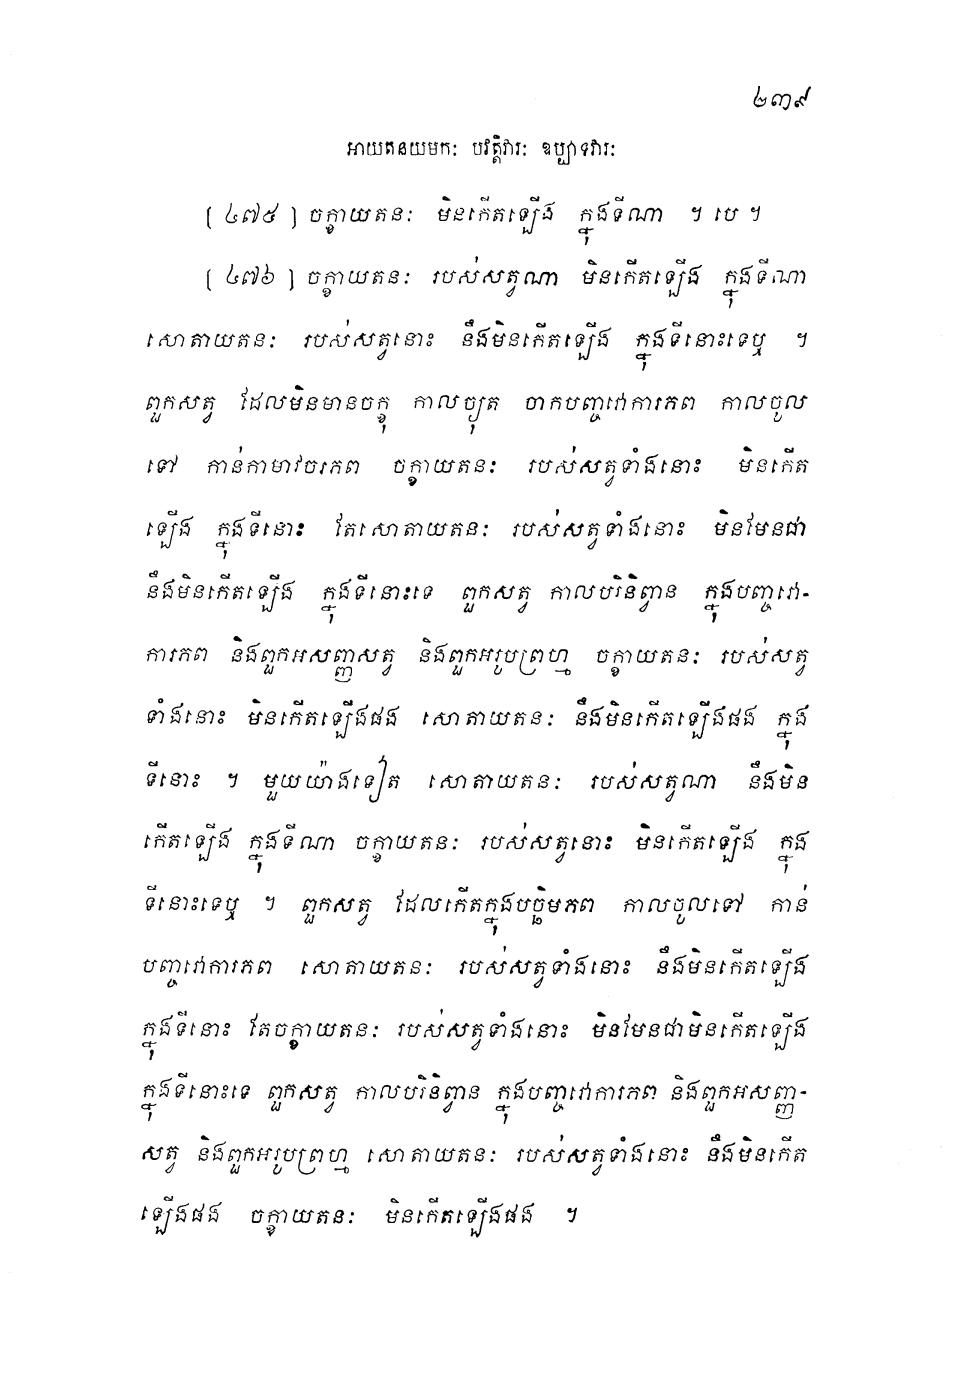 ២៣៩
អាយតនយមកៈ បវត្តិវារៈ ឧប្បាទវារៈ
[ ៤៧៥ ] ចក្ខាយតនៈ មិនកើតឡើង ក្នុងទីណា ។ បេ ។
[ ៤៧៦ ] ចក្ខាយតនៈ របស់សត្វណា មិនកើតឡើង ក្នុងទីណា
សោតាយតនៈ របស់សត្វនោះ នឹងមិនកើតឡើង ក្នុងទីនោះទេឬ ។
ពួកសត្វ ដែលមិនមានចក្ខុ កាលច្យុត ចាកបញ្ចវោការភព កាលចូល
ទៅ កាន់កាមាវចរភព ចក្ខាយតនៈ របស់សត្វទាំងនោះ មិនកើត
ឡើង ក្នុងទីនោះ តែសោតាយតនៈ របស់សត្វទាំងនោះ មិនមែនជា
នឹងមិនកើតឡើង ក្នុងទីនោះទេ ពួកសត្វ កាលបរិនិព្វាន ក្នុងបញ្ចវោ-
ការភព និងពួកអសញ្ញសត្វ និងពួកអរូបព្រហ្ម ចក្ខាយតនៈ របស់សត្វ
ទាំងនោះ មិនកើតឡើងផង សោតាយតនៈ នឹងមិនកើតឡើងផង ក្នុង
ទីនោះ ។ មួយយ៉ាងទៀត សោតាយតនៈ របស់សត្វណា នឹងមិន
កើតឡើង ក្នុងទីណា ចក្ខាយតនៈ របស់សត្វនោះ មិនកើតឡើង ក្នុង
ទីនោះទេឬ ។ ពួកសត្វ ដែលកើតក្នុងបច្ឆិមភព កាលចូលទៅ កាន់
បញ្ចវោការភព សោតាយតនៈ របស់សត្វទាំងនោះ នឹងមិនកើតឡើង
ក្នុងទីនោះ តែចក្ខាយតនៈ របស់សត្វទាំងនោះ មិនមែនជាមិនកើតឡើង
ក្នុងទីនោះទេ ពួកសត្វ កាលបរិនិព្វាន ក្នុងបញ្ចវោការភព និងពួកអសញ្ញ-
សត្វ និងពួកអរូបព្រហ្ម សោតាយតនៈ របស់សត្វទាំងនោះ នឹងមិនកើត
ឡើងផង ចក្ខាយតនៈ មិនកើតឡើងផង ។